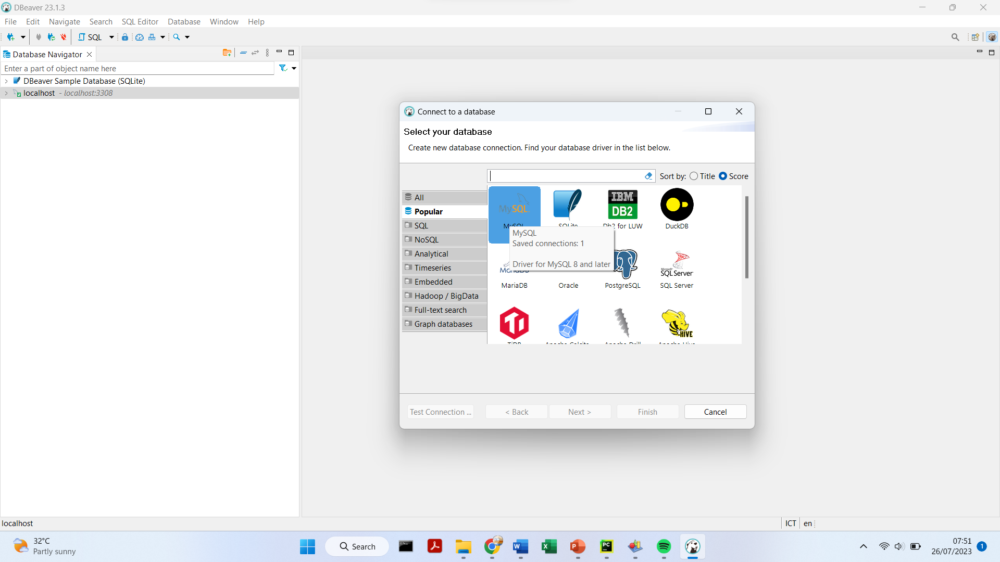 DBeaver 23.1.3
File Edit Navigate Search SQL Editor Database Window Help
SQL
Database Navigator
Enter a part of object name here
DBeaver Sample Database (SQLite)
localhost - localhost:3308
Connect to a database
Select your database
Create new database connection. Find your database driver in the list below.
Sort by: Title Score
All
Popular
SQL
NoSQL
Analytical
Timeseries
Embedded
Hadoop / BigData
Full-text search
Graph databases
MySQL
IBM
DB2
MySQL SQLite Db2 for LUW DuckDB
MySQL
Saved connections: 1
Driver for MySQL 8 and later
Microsoft
SQL Server
MariaDB
MariaDB Oracle PostgreSQL SQL Server
HIVE
TiDB Apache Calcite Apache Drill Apache Hive
Test Connection ... < Back Next > Finish Cancel
localhost
ICT en
32°C
Partly sunny
Search
PC
07:51
26/07/2023
1